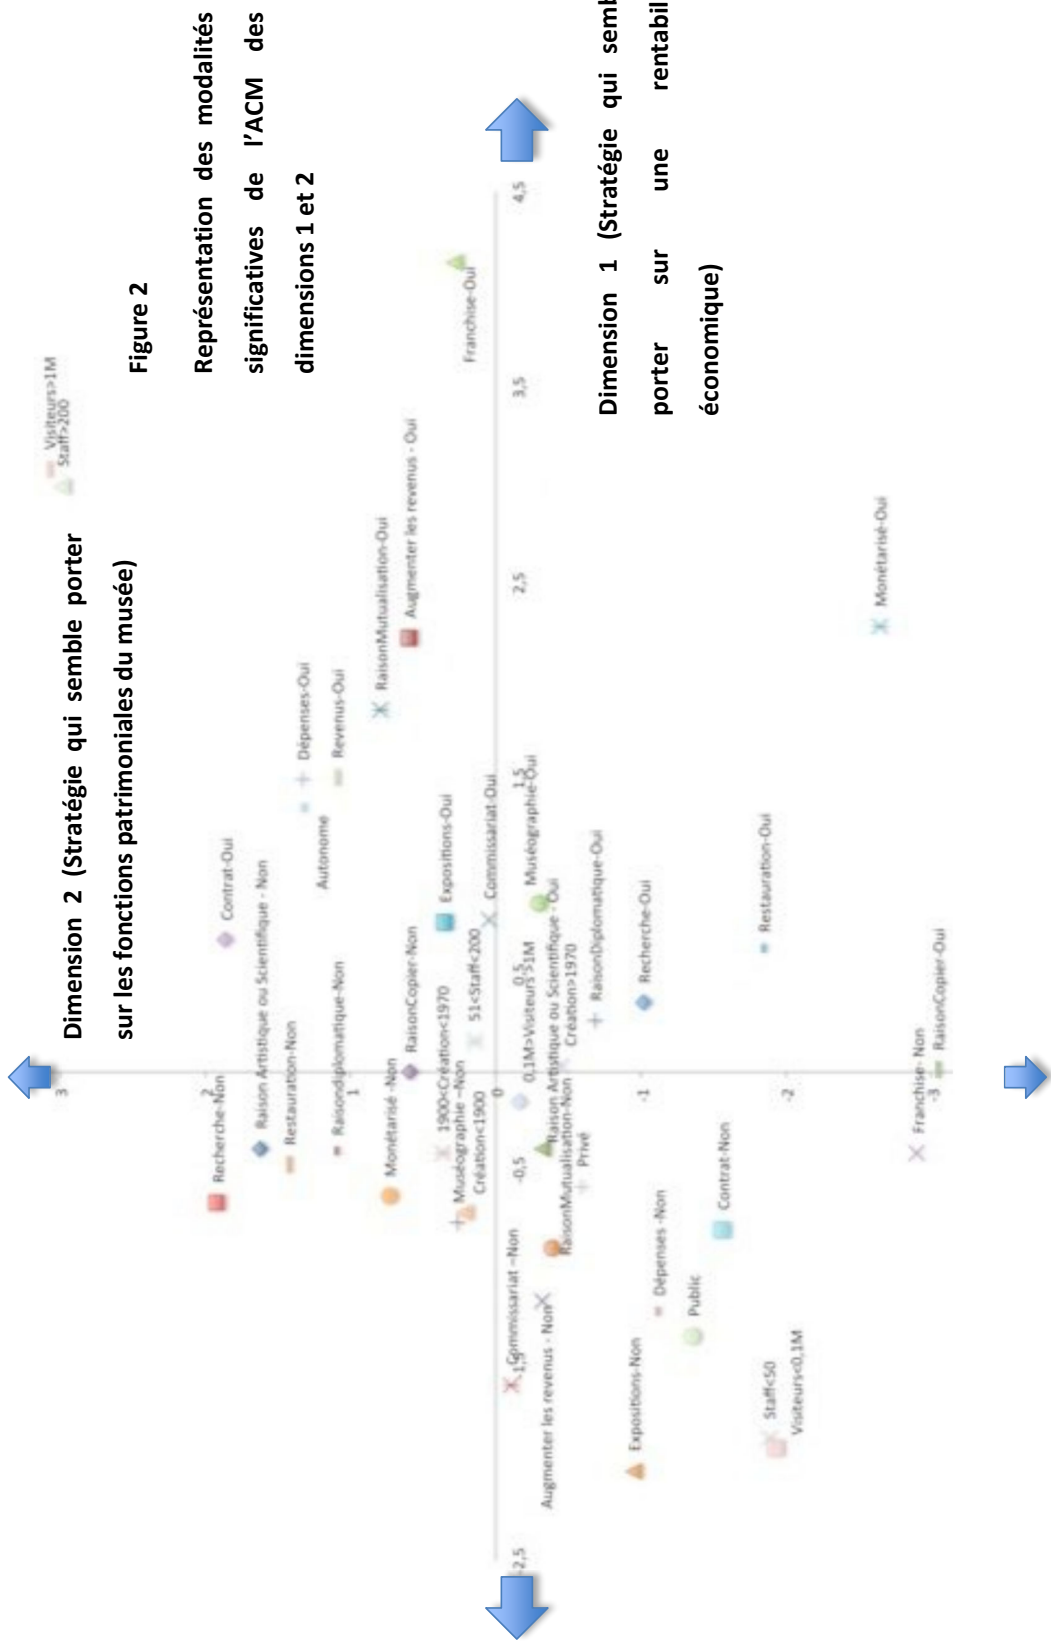 Figure 2
Représentation des modalités
significatives de l'ACM des
dimensions 1 et 2
Dimension 2 (Stratégie qui semble porter
sur les fonctions patrimoniales du musée)
Visiteurs>1M
Staff>200
3
Recherche-Non
2
Contrat-Oui
Raison Artistique ou Scientifique - Non
Restauration-Non
Dépenses-Oui
Autonome
Raisondiplomatique-Non
Revenus-Oui
1
Monétarisé -Non
RaisonMutualisation-Oui
RaisonCopier-Non
Augmenter les revenus - Oui
1900<Création<1970
Expositions-Oui
Muséographie -Non
Création<1900
51<Staff<200
Franchise-Oui
Commissariat-Oui
0
Commissariat -Non
-2,5
-1,5
-0,5
0,5
1,5
2,5
3,5
4,5
0,1M>Visiteurs>1M
Muséographie-Oui
Augmenter les revenus - Non
Raison Artistique ou Scientifique - Oui
RaisonMutualisation-Non
Création>1970
Privé
RaisonDiplomatique-Oui
Expositions-Non
-1
Recherche-Oui
Dépenses -Non
Public
Contrat-Non
Restauration-Oui
Staff<50
Visiteurs<0,1M
-2
Monétarisé-Oui
Franchise- Non
-3
RaisonCopier-Oui
Dimension 1 (Stratégie qui
porter sur une
économique)